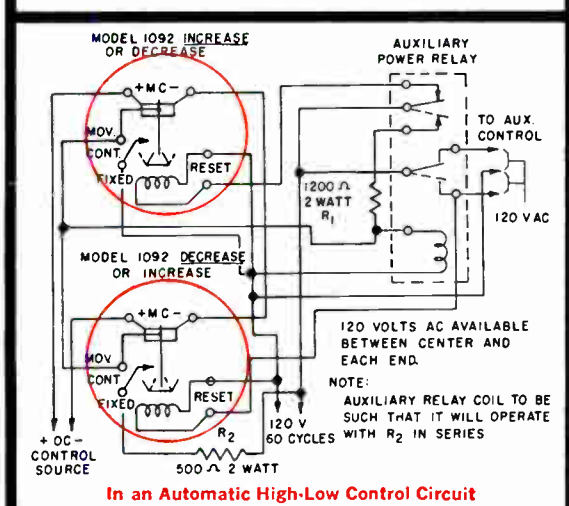 MODEL 1092 INCREASE
OR DECREASE
+MC-
MOV.
CONT.
FIXED
RESET
AUXILIARY
POWER RELAY
TO AUX.
CONTROL
120 VAC
1200 Ω
2 WATT
R1
MODEL 1092 DECREASE
OR INCREASE
+MC-
MOV.
CONT
FIXED
RESET
R2
500 Ω 2 WATT
120 V
60 CYCLES
+ DC -
CONTROL
SOURCE
120 VOLTS AC AVAILABLE
BETWEEN CENTER AND
EACH END.
NOTE:
AUXILIARY RELAY COIL TO BE
SUCH THAT IT WILL OPERATE
WITH R2 IN SERIES
In an Automatic High-Low Control Circuit